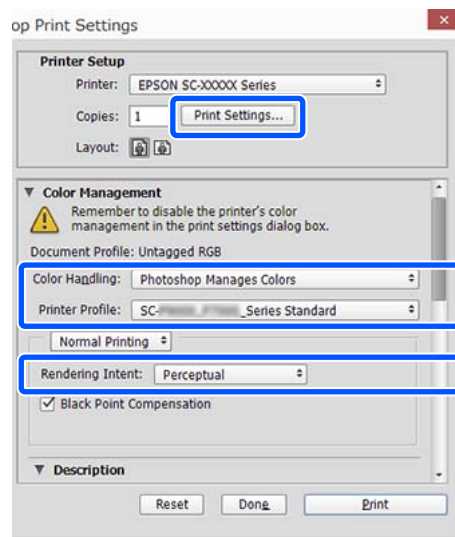 op Print Settings
Printer Setup
Printer: EPSON SC-XXXXX Series
Copies: 1 Print Settings...
Layout:
▼ Color Management
Remember to disable the printer's color
management in the print settings dialog box.
Document Profile: Untagged RGB
Color Handling: Photoshop Manages Colors
Printer Profile: SC- _Series Standard
Normal Printing
Rendering Intent: Perceptual
Black Point Compensation
▼ Description
Reset Done Print